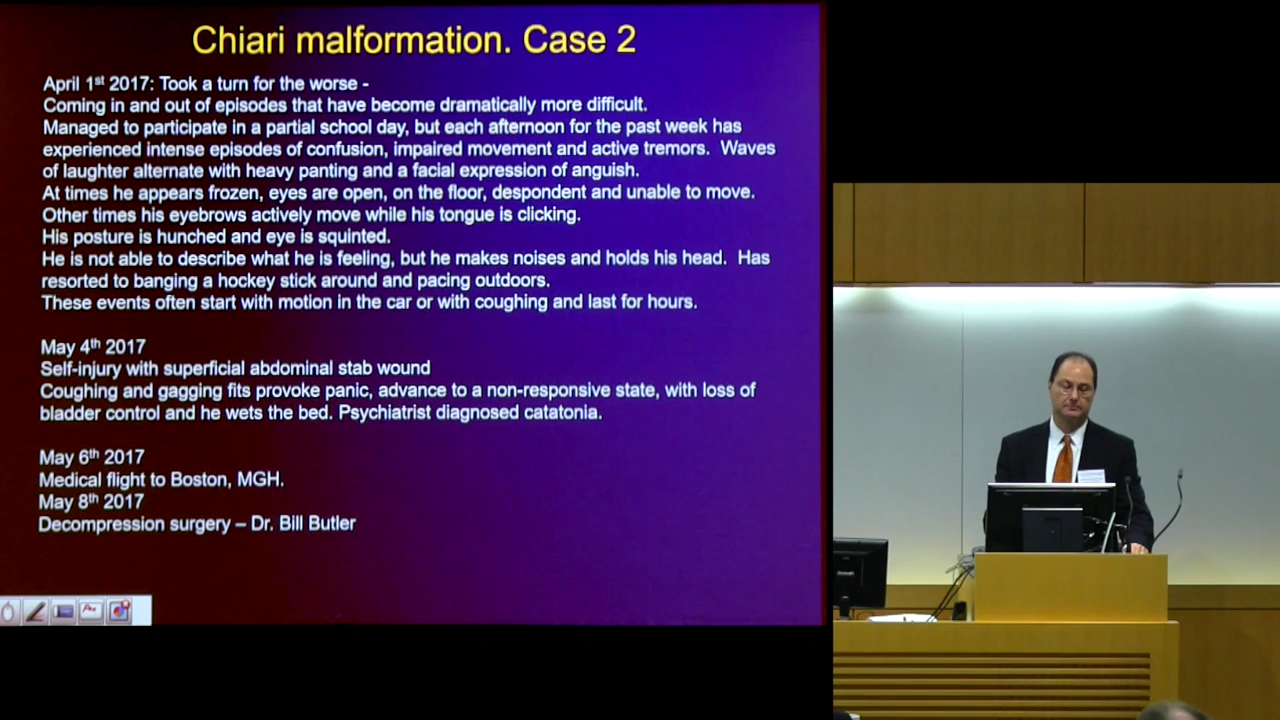 Chiari malformation. Case 2
April 1st 2017: Took a turn for the worse -
Coming in and out of episodes that have become dramatically more difficult.
Managed to participate in a partial school day, but each afternoon for the past week has
experienced intense episodes of confusion, impaired movement and active tremors. Waves
of laughter alternate with heavy panting and a facial expression of anguish.
At times he appears frozen, eyes are open, on the floor, despondent and unable to move.
Other times his eyebrows actively move while his tongue is clicking.
His posture is hunched and eye is squinted.
He is not able to describe what he is feeling, but he makes noises and holds his head. Has
resorted to banging a hockey stick around and pacing outdoors.
These events often start with motion in the car or with coughing and last for hours.
May 4th 2017
Self-injury with superficial abdominal stab wound
Coughing and gagging fits provoke panic, advance to a non-responsive state, with loss of
bladder control and he wets the bed. Psychiatrist diagnosed catatonia.
May 6th 2017
Medical flight to Boston, MGH.
May 8th 2017
Decompression surgery – Dr. Bill Butler